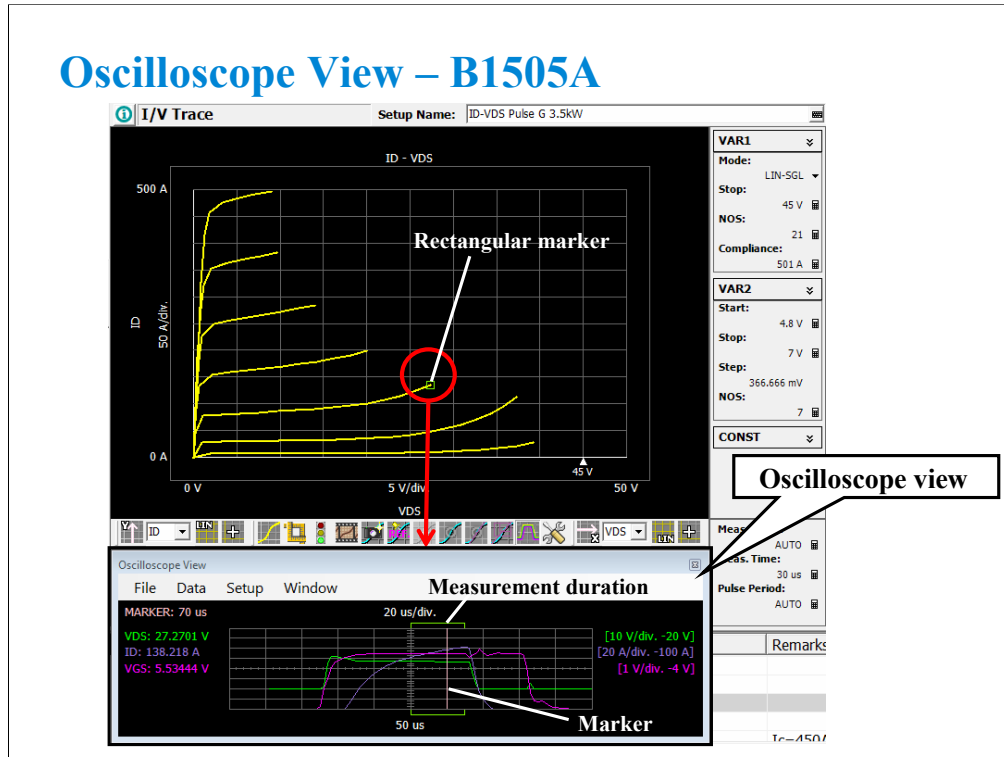 Oscilloscope View – B1505A
I/V Trace
Setup Name: ID-VDS Pulse G 3.5kW
ID - VDS
500 A
ID
50 A/div.
0 A
0 V
5 V/div.
45 V
50 V
VDS
Rectangular marker
VAR1
Mode:
LIN-SGL
Stop:
45 V
NOS:
21
Compliance:
501 A
VAR2
Start:
4.8 V
Stop:
7 V
Step:
366.666 mV
NOS:
7
CONST
Oscilloscope view
Y
ID
LIN
X
VDS
LIN
AUTO
Meas. Time:
30 us
Pulse Period:
AUTO
Remarks
Ic=450A
Oscilloscope View
File Data Setup Window
Measurement duration
MARKER: 70 us
20 us/div.
VDS: 27.2701 V
ID: 138.218 A
VGS: 5.53444 V
[10 V/div. -20 V]
[20 A/div. -100 A]
[1 V/div. -4 V]
50 us
Marker